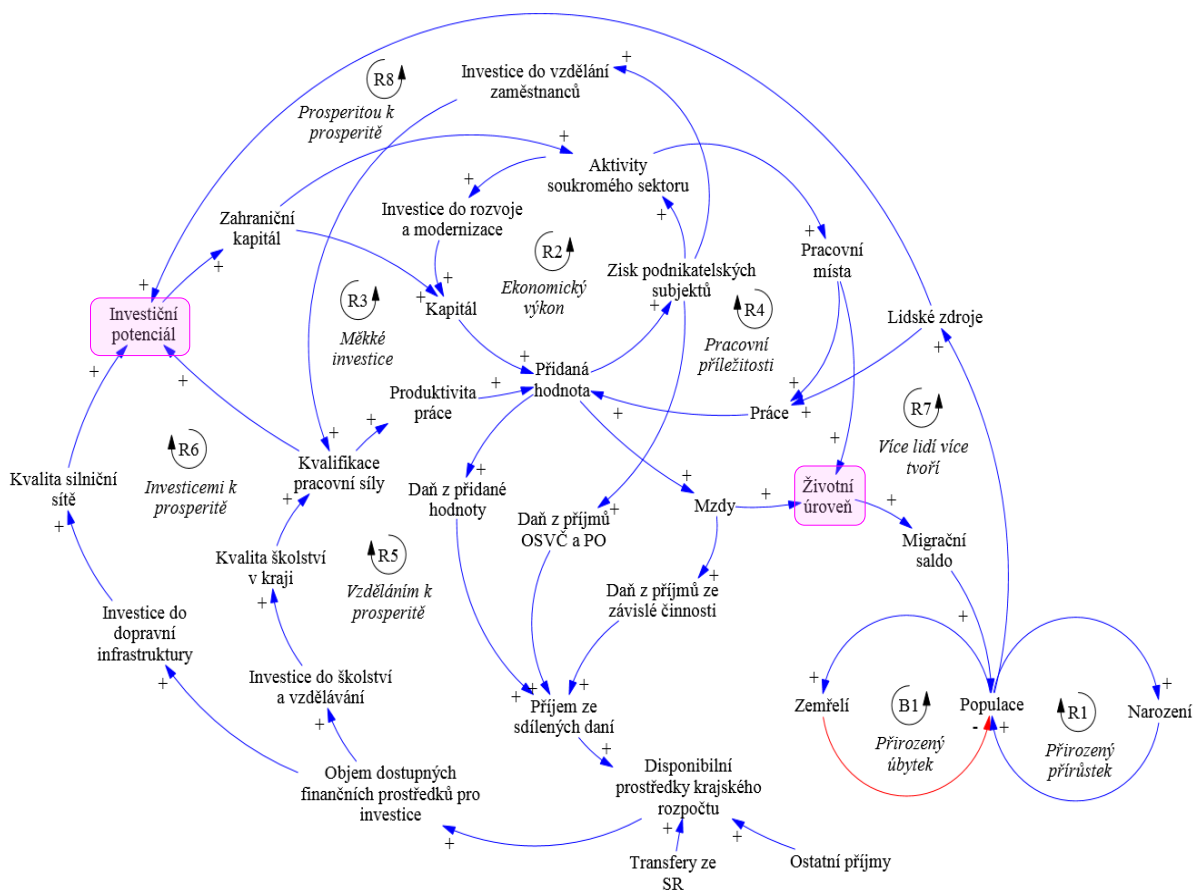 R8
Prosperitou k
prosperitě
Investice do vzdělání
zaměstnanců
Aktivity
soukromého sektoru
Zahraniční
kapitál
Investice do rozvoje
a modernizace
R2
Ekonomický
výkon
Zisk podnikatelských
subjektů
Pracovní
místa
Investiční
potenciál
R3
Měkké
investice
Kapitál
R4
Pracovní
příležitosti
Lidské zdroje
Přidaná
hodnota
Produktivita
práce
Práce
R7
Více lidí více
tvoří
R6
Investicemi k
prosperitě
Kvalita silniční
sítě
Kvalifikace
pracovní síly
Daň z přidané
hodnoty
Daň z příjmů
OSVČ a PO
Mzdy
Životní
úroveň
Migrační
saldo
Kvalita školství
v kraji
R5
Vzděláním k
prosperitě
Daň z příjmů ze
závislé činnosti
Investice do
dopravní
infrastruktury
Investice do školství
a vzdělávání
Příjem ze
sdílených daní
Zemřelí
B1
Přirozený
úbytek
Populace
R1
Přirozený
přírůstek
Narození
Objem dostupných
finančních prostředků pro
investice
Disponibilní
prostředky krajského
rozpočtu
Transfery ze
SR
Ostatní příjmy